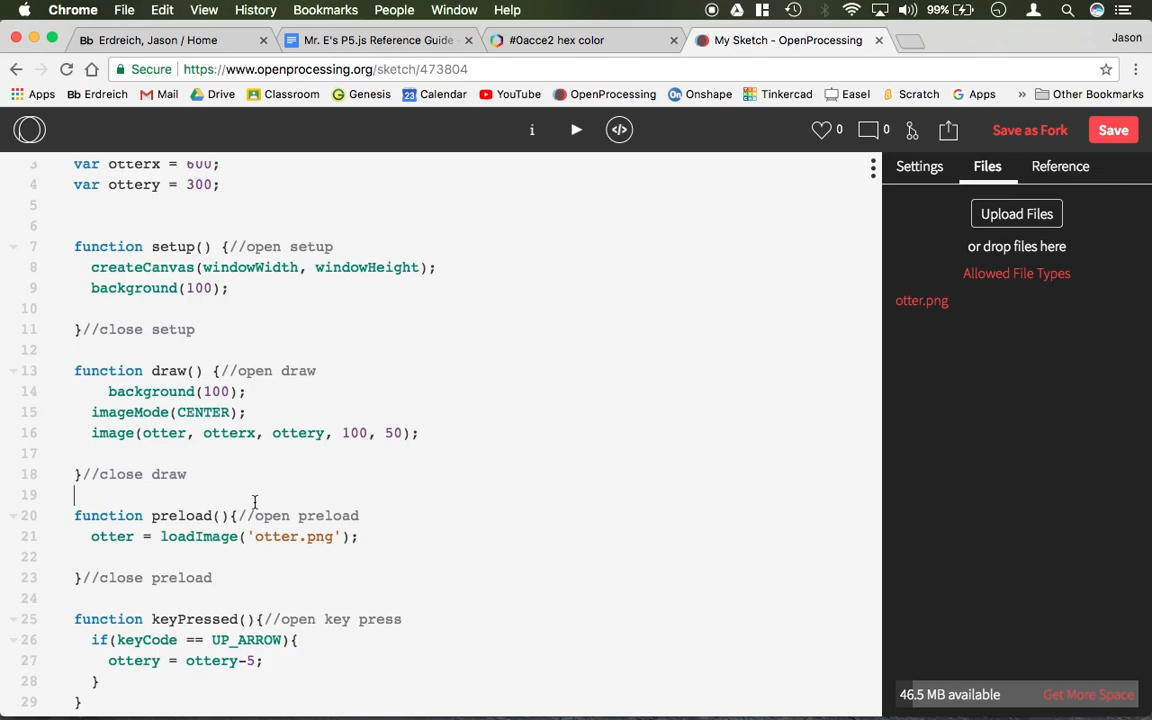 Chrome File Edit View History Bookmarks People Window Help 99%
Bb Erdreich, Jason / Home Mr. E's P5.js Reference Guide #0acce2 hex color My Sketch - OpenProcessing Jason
Secure https://www.openprocessing.org/sketch/473804
Apps Bb Erdreich Mail Drive Classroom Genesis 23 Calendar YouTube OpenProcessing On Onshape Tinkercad Easel Scratch Apps » Other Bookmarks
i </> 0 0 Save as Fork Save
3 var otterx = 600;
4 var ottery = 300;
5
6
7 function setup() {//open setup
8 createCanvas(windowWidth, windowHeight);
9 background(100);
10
11 }//close setup
12
13 function draw() {//open draw
14 background(100);
15 imageMode(CENTER);
16 image(otter, otterx, ottery, 100, 50);
17
18 }//close draw
19
20 function preload(){//open preload
21 otter = loadImage('otter.png');
22
23 }//close preload
24
25 function keyPressed(){//open key press
26 if(keyCode == UP_ARROW){
27 ottery = ottery-5;
28 }
29 }
Settings Files Reference
Upload Files
or drop files here
Allowed File Types
otter.png
46.5 MB available Get More Space